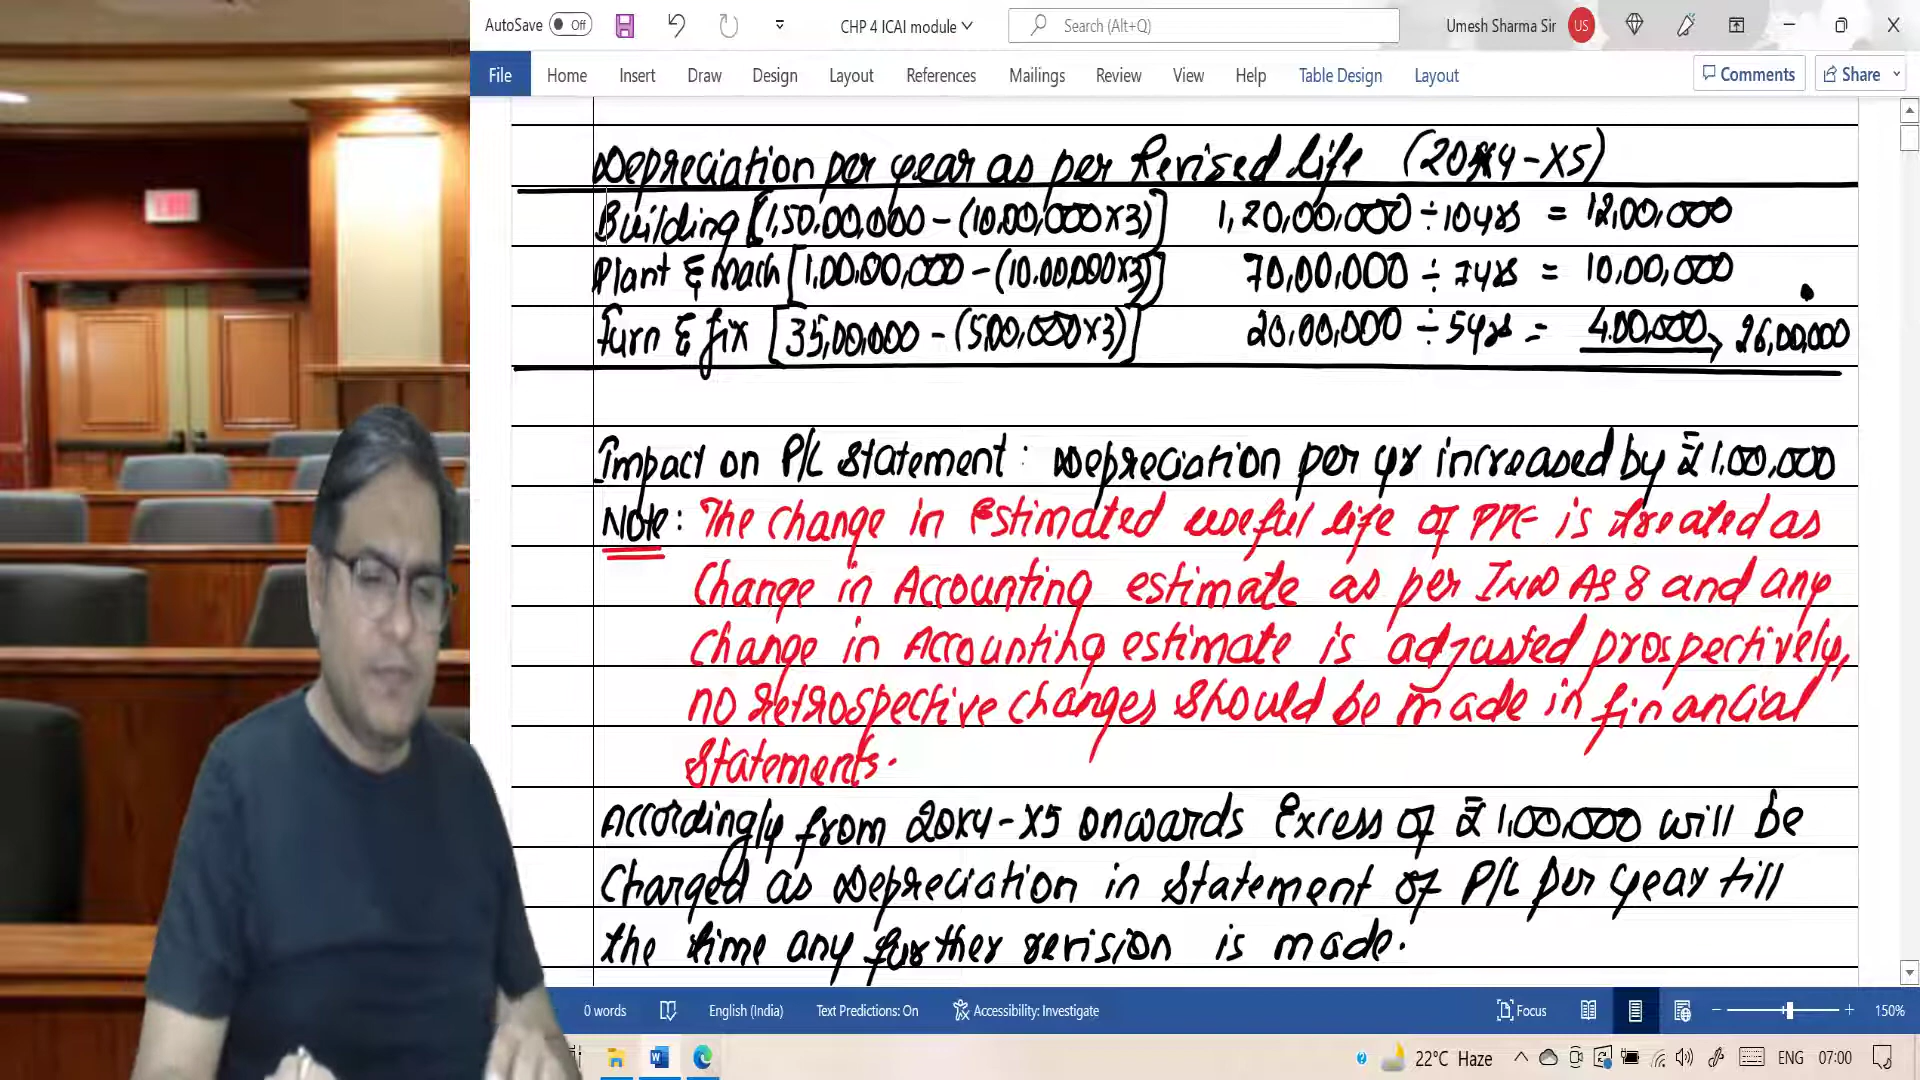 AutoSave Off CHP 4 ICAI module Search (Alt+Q) Umesh Sharma Sir US
File Home Insert Draw Design Layout References Mailings Review View Help Table Design Layout Comments Share
Depreciation per year as per Revised Life (20X4-X5)
Building [1,50,00,000 - (10,00,000X3)] 1,20,00,000 ÷ 10yrs = 12,00,000
Plant & Mach [1,00,00,000 - (10,00,000X3)] 70,00,000 ÷ 7yrs = 10,00,000
Furn & fix [35,00,000 - (5,00,000X3)] 20,00,000 ÷ 5yrs = 4,00,000 → 26,00,000
Impact on P/L Statement : Depreciation per yr increased by ₹ 1,00,000
Note : The change in Estimated useful life of PPE is treated as
Change in Accounting estimate as per IND AS 8 and any
change in Accounting estimate is adjusted prospectively,
no Retrospective changes should be made in financial
Statements.
Accordingly from 20X4-X5 onwards Excess of ₹ 1,00,000 will be
Charged as Depreciation in Statement of P/L per year till
the time any further revision is made.
0 words English (India) Text Predictions: On Accessibility: Investigate Focus 150%
22°C Haze ENG 07:00